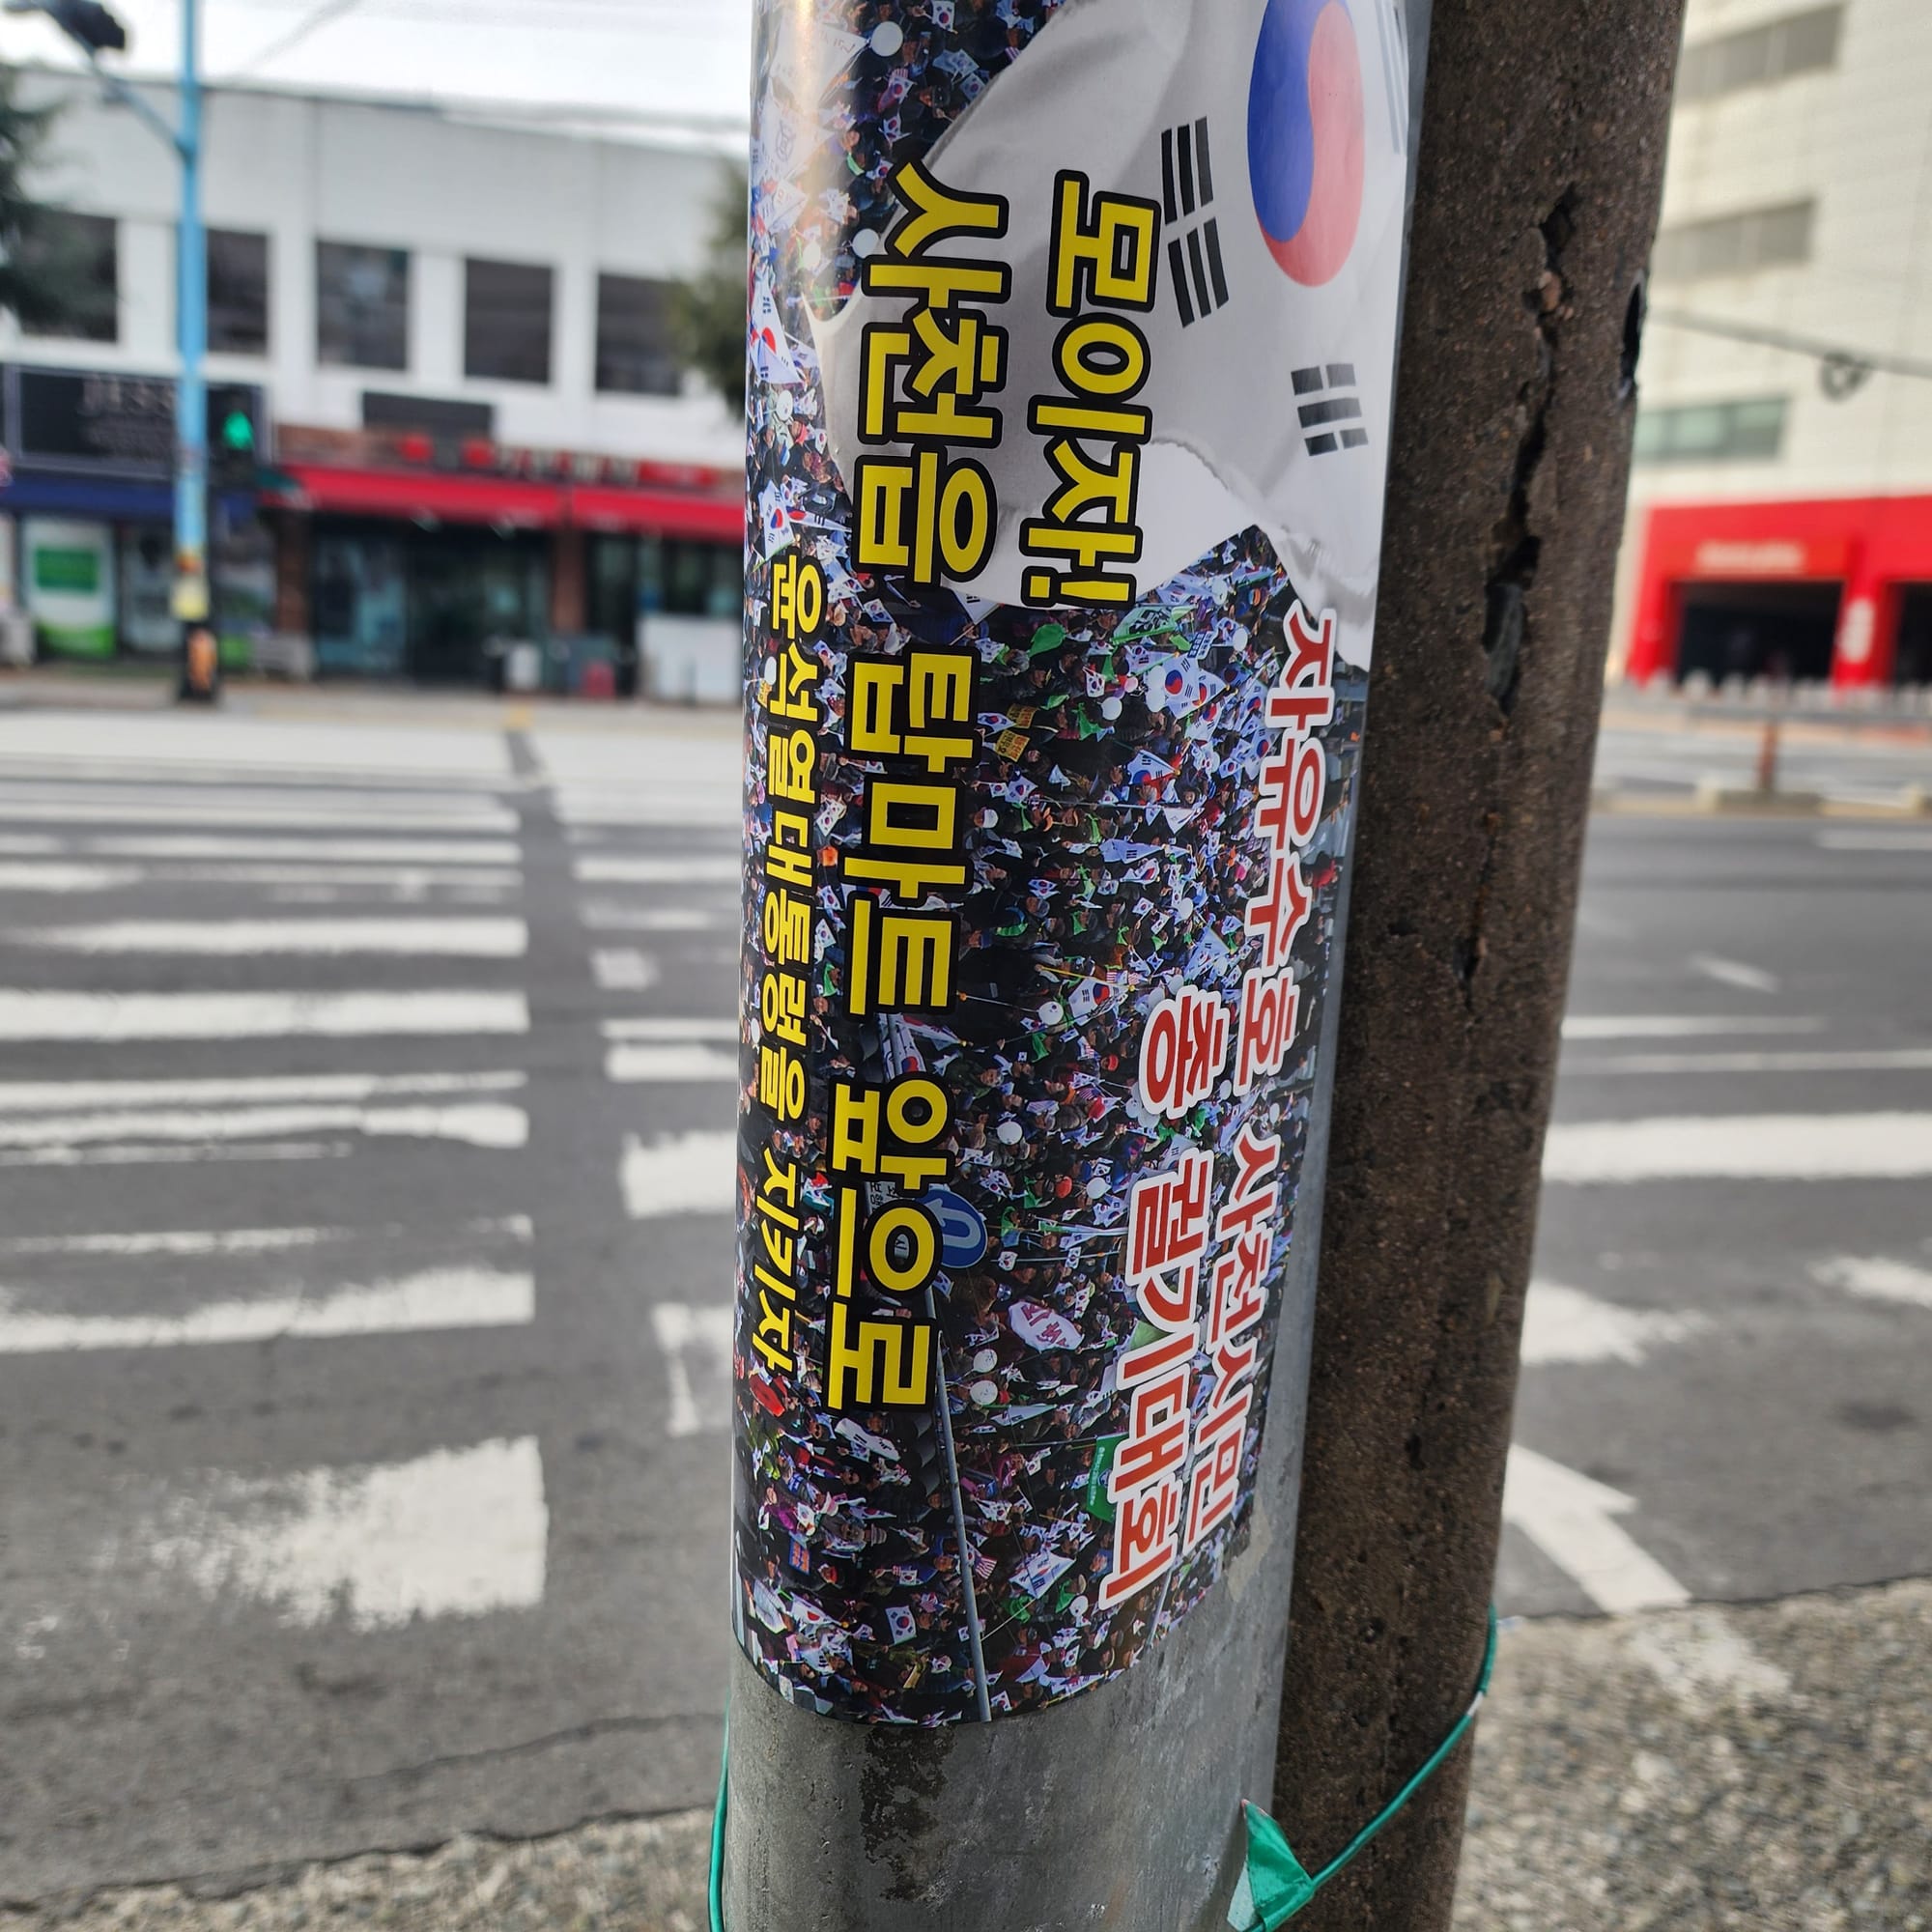 자유수호 사천시민
총 궐기대회
모이자!
사천읍 탑마트 앞으로
윤석열대통령을 지키자